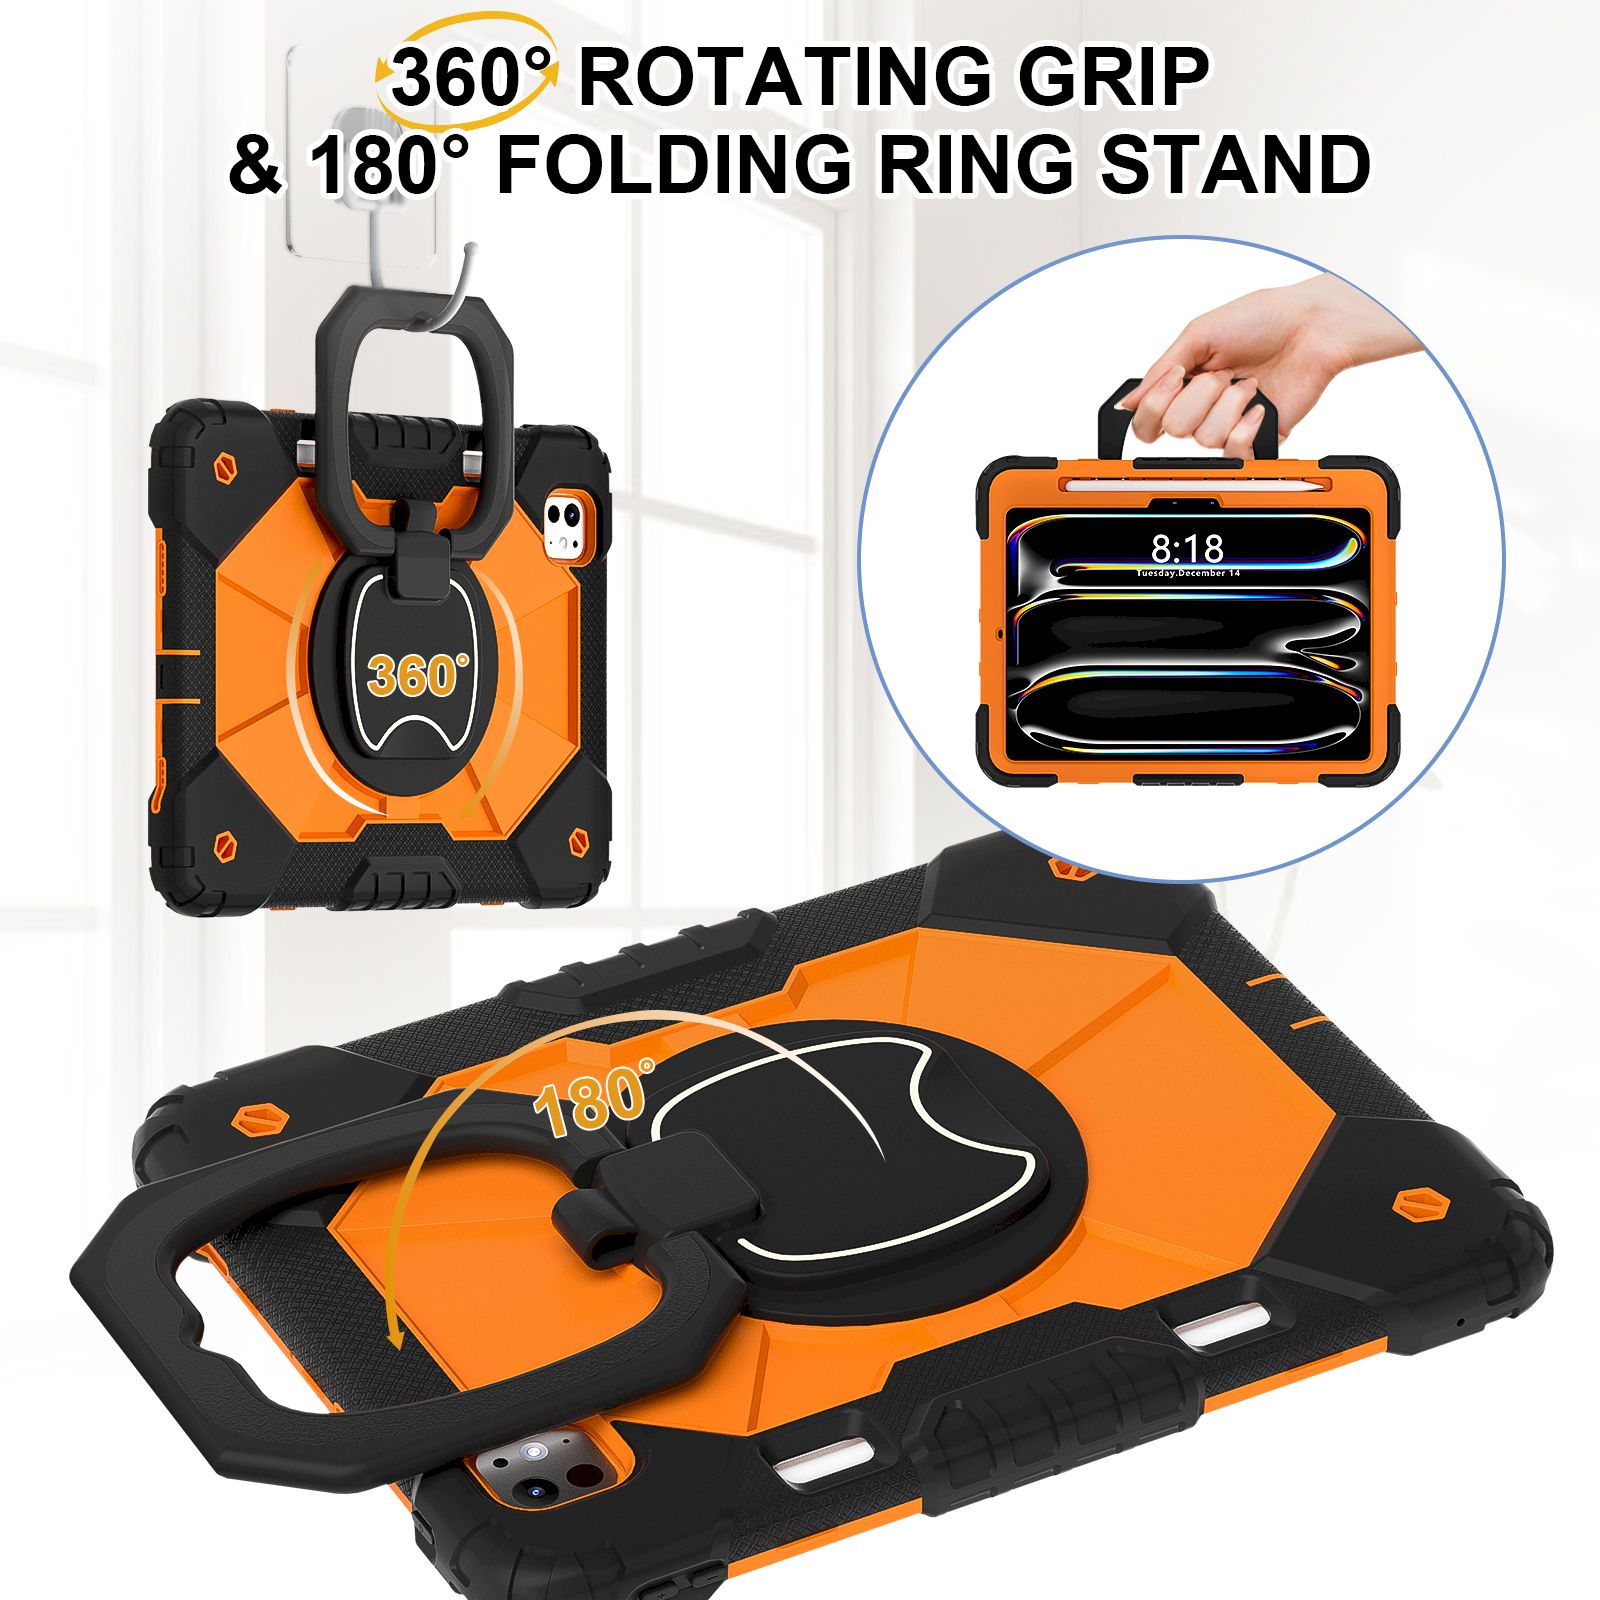 360° ROTATING GRIP
& 180° FOLDING RING STAND
8:18
Tuesday.December 14
360°
180°